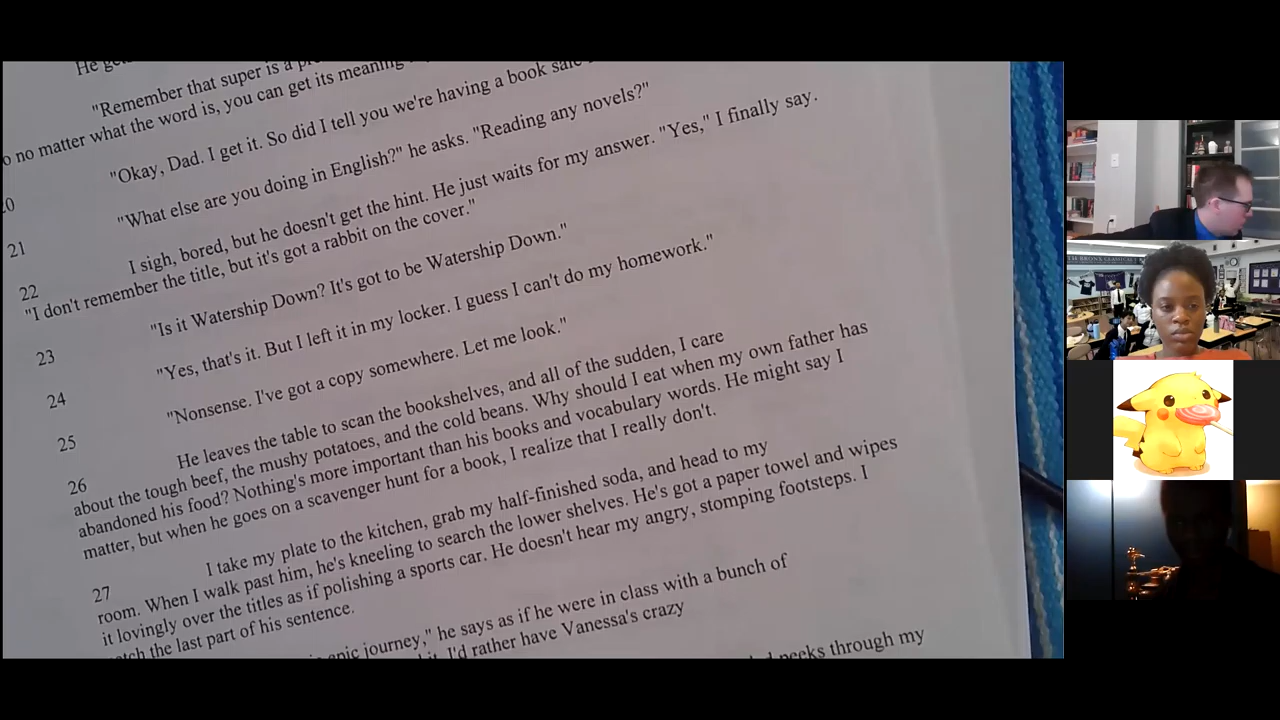 He
"Remember that super is a
o no matter what the word is, you can get its meaning
20 "Okay, Dad. I get it. So did I tell you we're having a book sale
21 "What else are you doing in English?" he asks. "Reading any novels?"
22 I sigh, bored, but he doesn't get the hint. He just waits for my answer. "Yes," I finally say.
"I don't remember the title, but it's got a rabbit on the cover."
23 "Is it Watership Down? It's got to be Watership Down."
24 "Yes, that's it. But I left it in my locker. I guess I can't do my homework."
25 "Nonsense. I've got a copy somewhere. Let me look."
26 He leaves the table to scan the bookshelves, and all of the sudden, I care
about the tough beef, the mushy potatoes, and the cold beans. Why should I eat when my own father has
abandoned his food? Nothing's more important than his books and vocabulary words. He might say I
matter, but when he goes on a scavenger hunt for a book, I realize that I really don't.
27 I take my plate to the kitchen, grab my half-finished soda, and head to my
room. When I walk past him, he's kneeling to search the lower shelves. He's got a paper towel and wipes
it lovingly over the titles as if polishing a sports car. He doesn't hear my angry, stomping footsteps. I
the last part of his sentence.
epic journey," he says as if he were in class with a bunch of
I'd rather have Vanessa's crazy
peeks through my